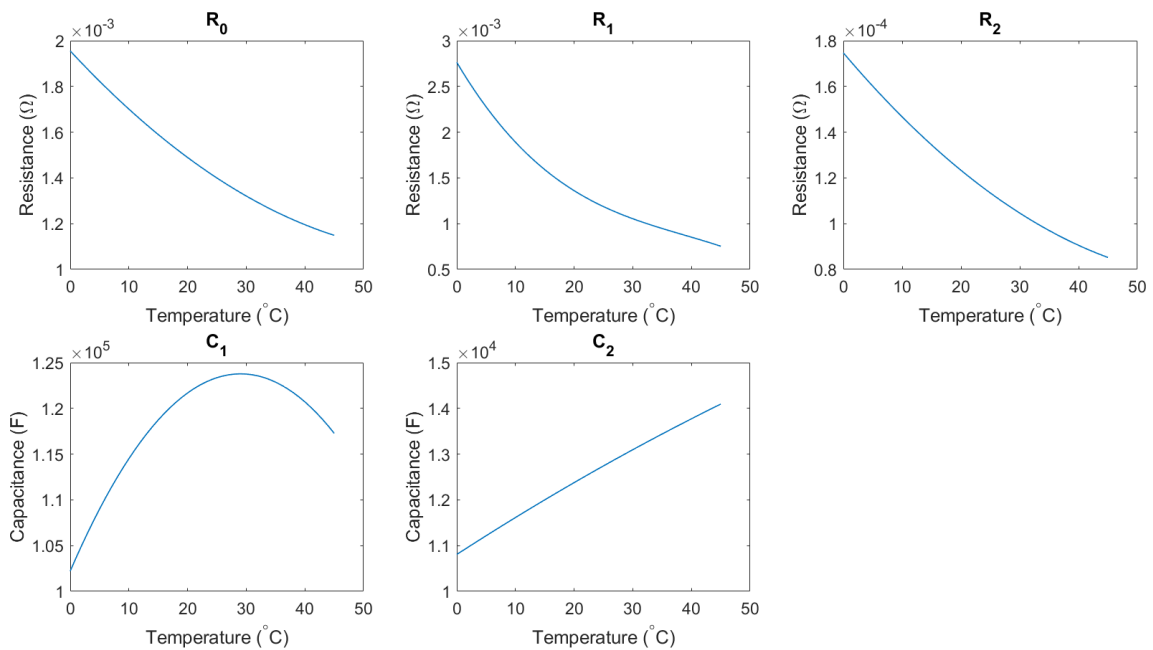 R₀
×10⁻³
2
1.8
1.6
1.4
1.2
1
Resistance (Ω)
0 10 20 30 40 50
Temperature (°C)
R₁
×10⁻³
3
2.5
2
1.5
1
0.5
Resistance (Ω)
0 10 20 30 40 50
Temperature (°C)
R₂
×10⁻⁴
1.8
1.6
1.4
1.2
1
0.8
Resistance (Ω)
0 10 20 30 40 50
Temperature (°C)
C₁
×10⁵
1.25
1.2
1.15
1.1
1.05
1
Capacitance (F)
0 10 20 30 40 50
Temperature (°C)
C₂
×10⁴
1.5
1.4
1.3
1.2
1.1
1
Capacitance (F)
0 10 20 30 40 50
Temperature (°C)